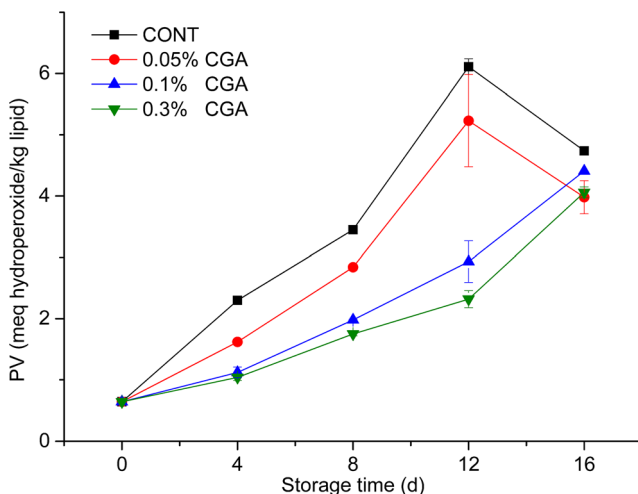 CONT
0.05% CGA
0.1% CGA
0.3% CGA
PV (meq hydroperoxide/kg lipid)
6
4
2
0
0 4 8 12 16
Storage time (d)